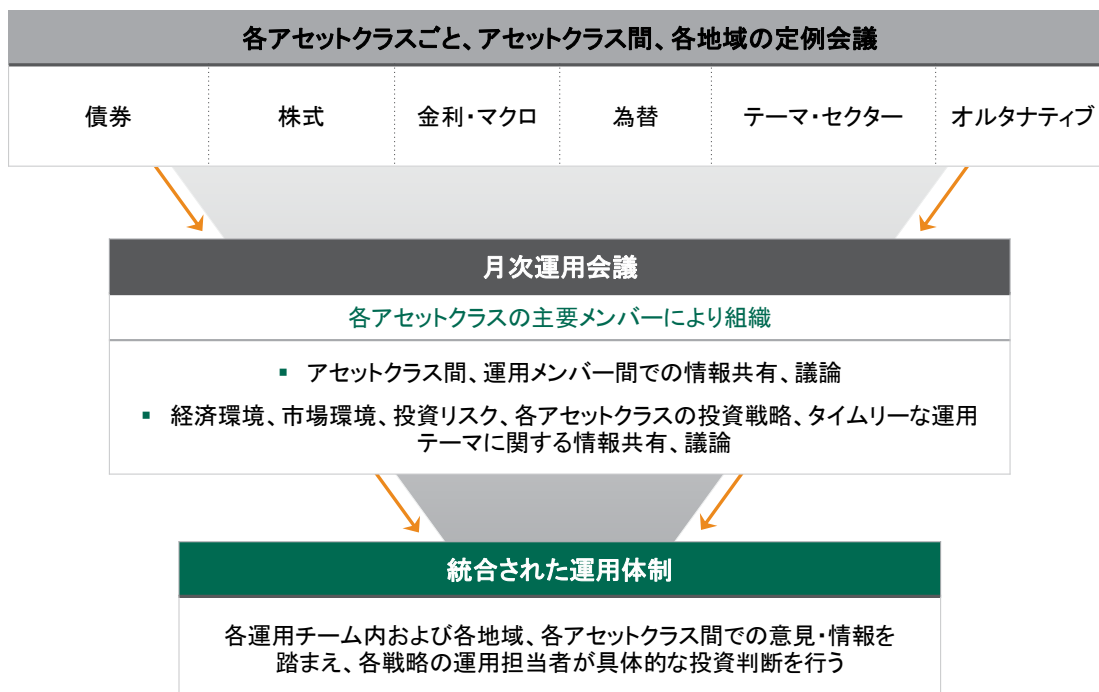 各アセットクラスごと、アセットクラス間、各地域の定例会議
債券
株式
金利・マクロ
為替
テーマ・セクター
オルタナティブ
月次運用会議
各アセットクラスの主要メンバーにより組織
▪ アセットクラス間、運用メンバー間での情報共有、議論
▪ 経済環境、市場環境、投資リスク、各アセットクラスの投資戦略、タイムリーな運用
テーマに関する情報共有、議論
統合された運用体制
各運用チーム内および各地域、各アセットクラス間での意見・情報を
踏まえ、各戦略の運用担当者が具体的な投資判断を行う